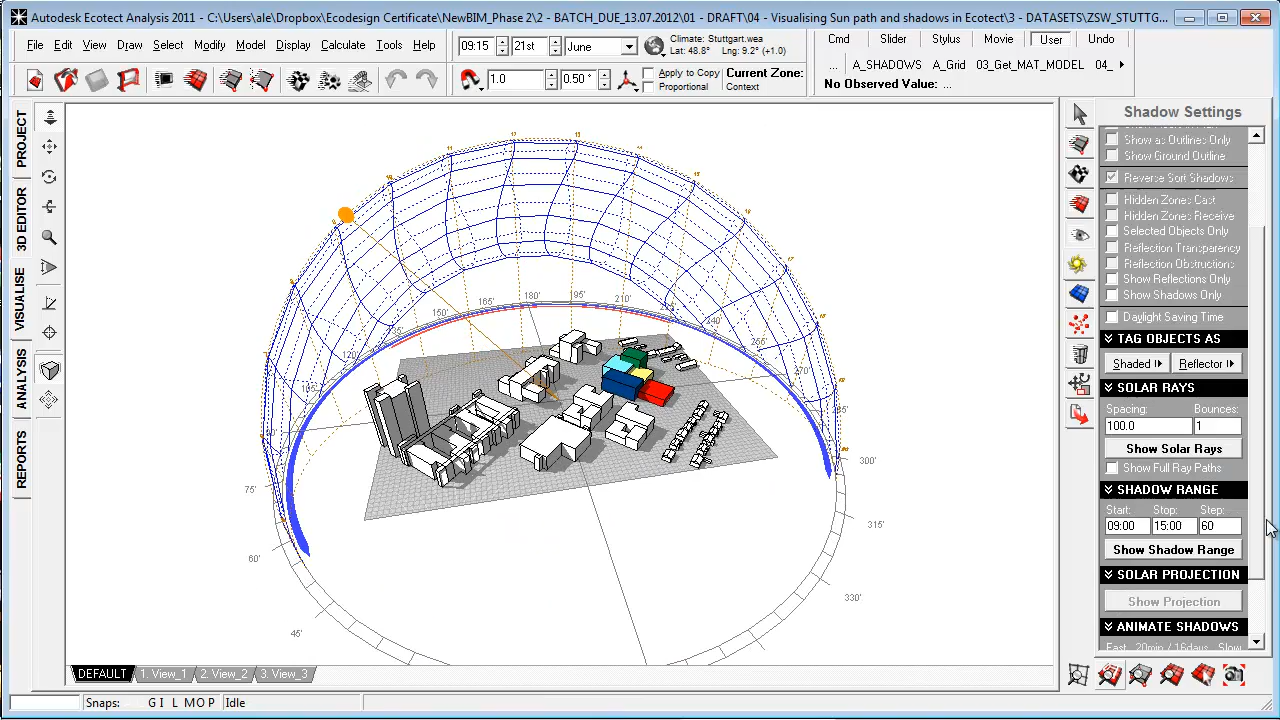 Autodesk Ecotect Analysis 2011 - C:\Users\ale\Dropbox\Ecodesign Certificate\NewBIM_Phase 2\2 - BATCH_DUE_13.07.2012\01 - DRAFT\04 - Visualising Sun path and shadows in Ecotect\3 - DATASETS\ZSW_STUTTG...
File Edit View Draw Select Modify Model Display Calculate Tools Help
09:15 21st June
Climate: Stuttgart.wea
Lat: 48.8° Lng: 9.2° (+1.0)
Cmd Slider Stylus Movie User Undo
... A_SHADOWS A_Grid 03_Get_MAT_MODEL 04_
1.0 0.50 °
Apply to Copy
Proportional
Current Zone:
Context
No Observed Value: ...
PROJECT
3D EDITOR
VISUALISE
ANALYSIS
REPORTS
Shadow Settings
Show as Outlines Only
Show Ground Outline
Reverse Sort Shadows
Hidden Zones Cast
Hidden Zones Receive
Selected Objects Only
Reflection Transparency
Reflection Obstructions
Show Reflections Only
Show Shadows Only
Daylight Saving Time
TAG OBJECTS AS
Shaded Reflector
SOLAR RAYS
Spacing: Bounces:
100.0 1
Show Solar Rays
Show Full Ray Paths
SHADOW RANGE
Start: Stop: Step:
09:00 15:00 60
Show Shadow Range
SOLAR PROJECTION
Show Projection
ANIMATE SHADOWS
Fast 20min / 16days Slow
165° 180° 195° 210°
150° 240°
120° 255°
105° 270°
75° 300°
60° 315°
330°
45°
DEFAULT 1. View_1 2. View_2 3. View_3
Snaps: G I L M O P Idle